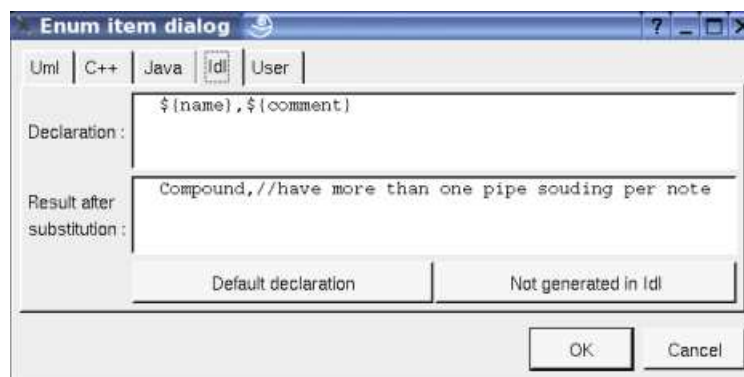 Enum item dialog
Uml C++ Java Idl User
Declaration :
${name},${comment}
Result after
substitution :
Compound,//have more than one pipe souding per note
Default declaration Not generated in Idl
OK Cancel